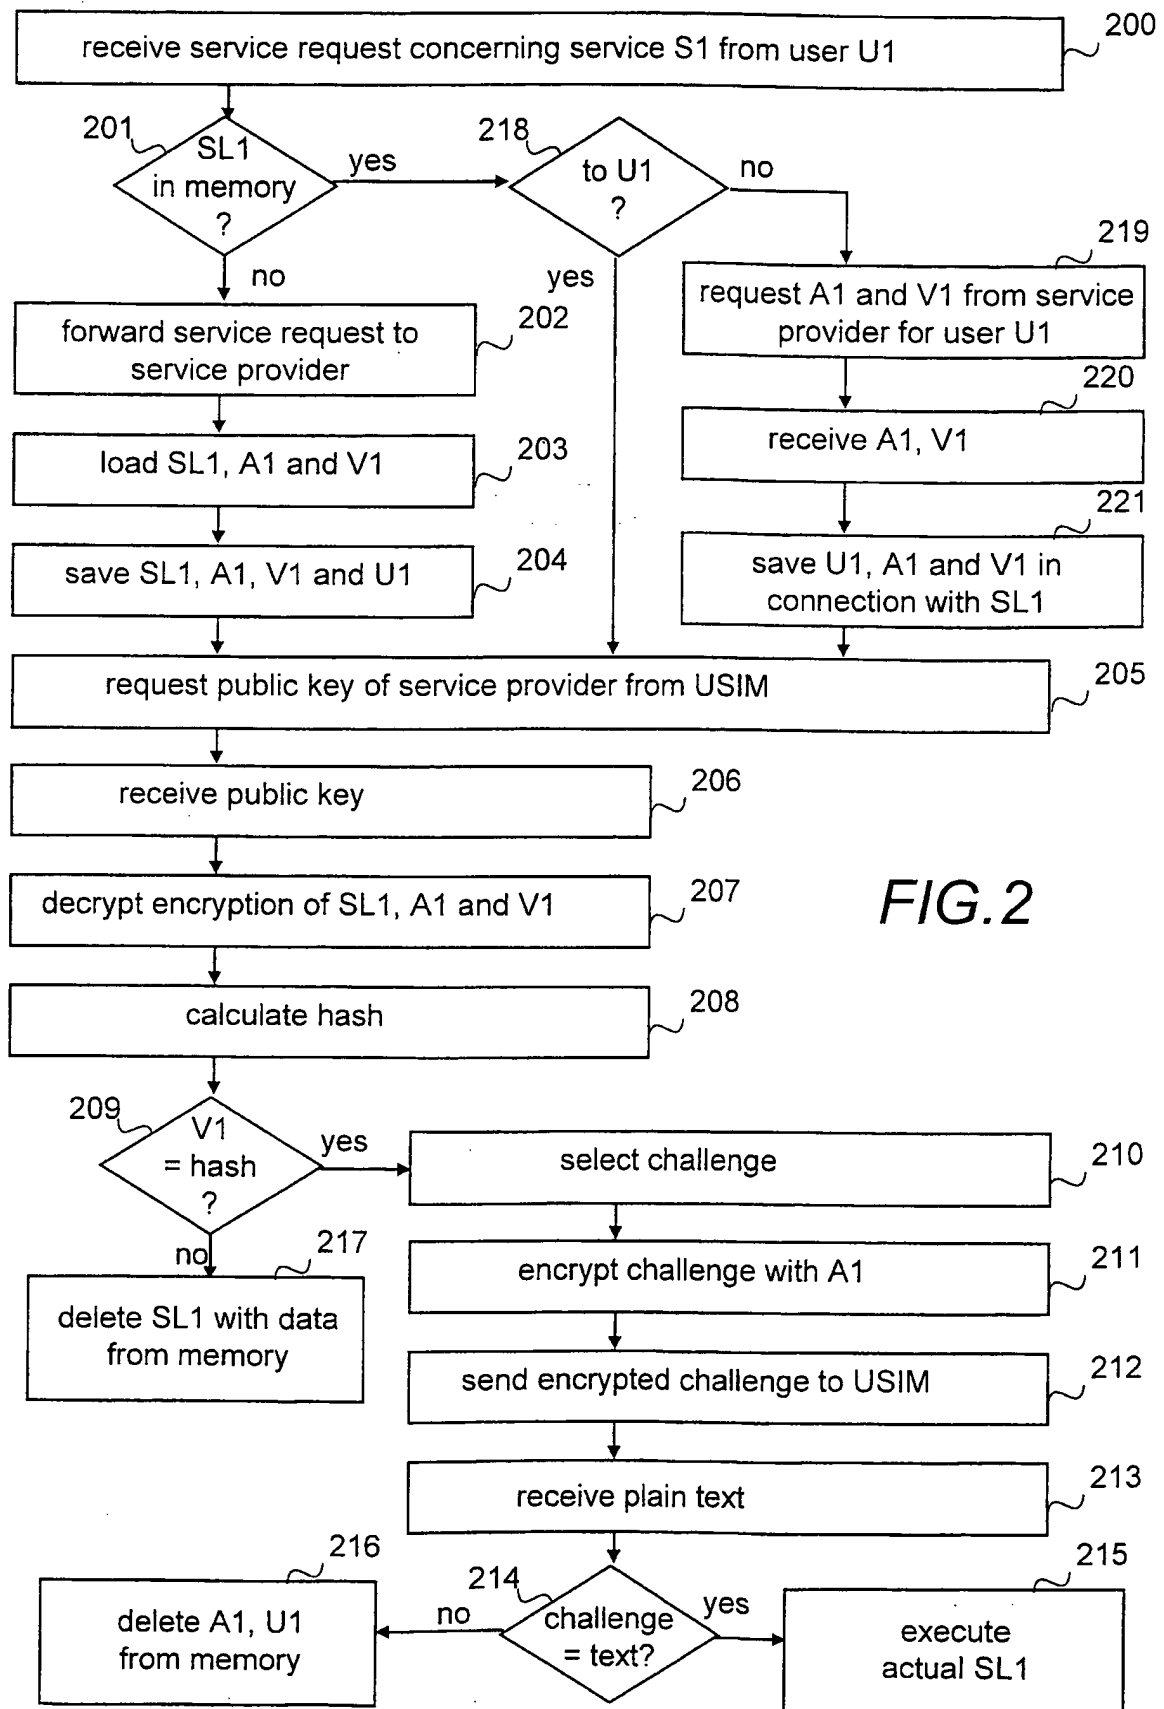 receive service request concerning service S1 from user U1
200
201
SL1
in memory
?
yes
218
to U1
?
no
no
yes
219
request A1 and V1 from service
provider for user U1
forward service request to
service provider
202
220
receive A1, V1
load SL1, A1 and V1
203
221
save U1, A1 and V1 in
connection with SL1
save SL1, A1, V1 and U1
204
request public key of service provider from USIM
205
receive public key
206
decrypt encryption of SL1, A1 and V1
207
FIG.2
calculate hash
208
209
V1
= hash
?
yes
select challenge
210
no
217
delete SL1 with data
from memory
encrypt challenge with A1
211
send encrypted challenge to USIM
212
receive plain text
213
216
delete A1, U1
from memory
no
214
challenge
= text?
yes
215
execute
actual SL1